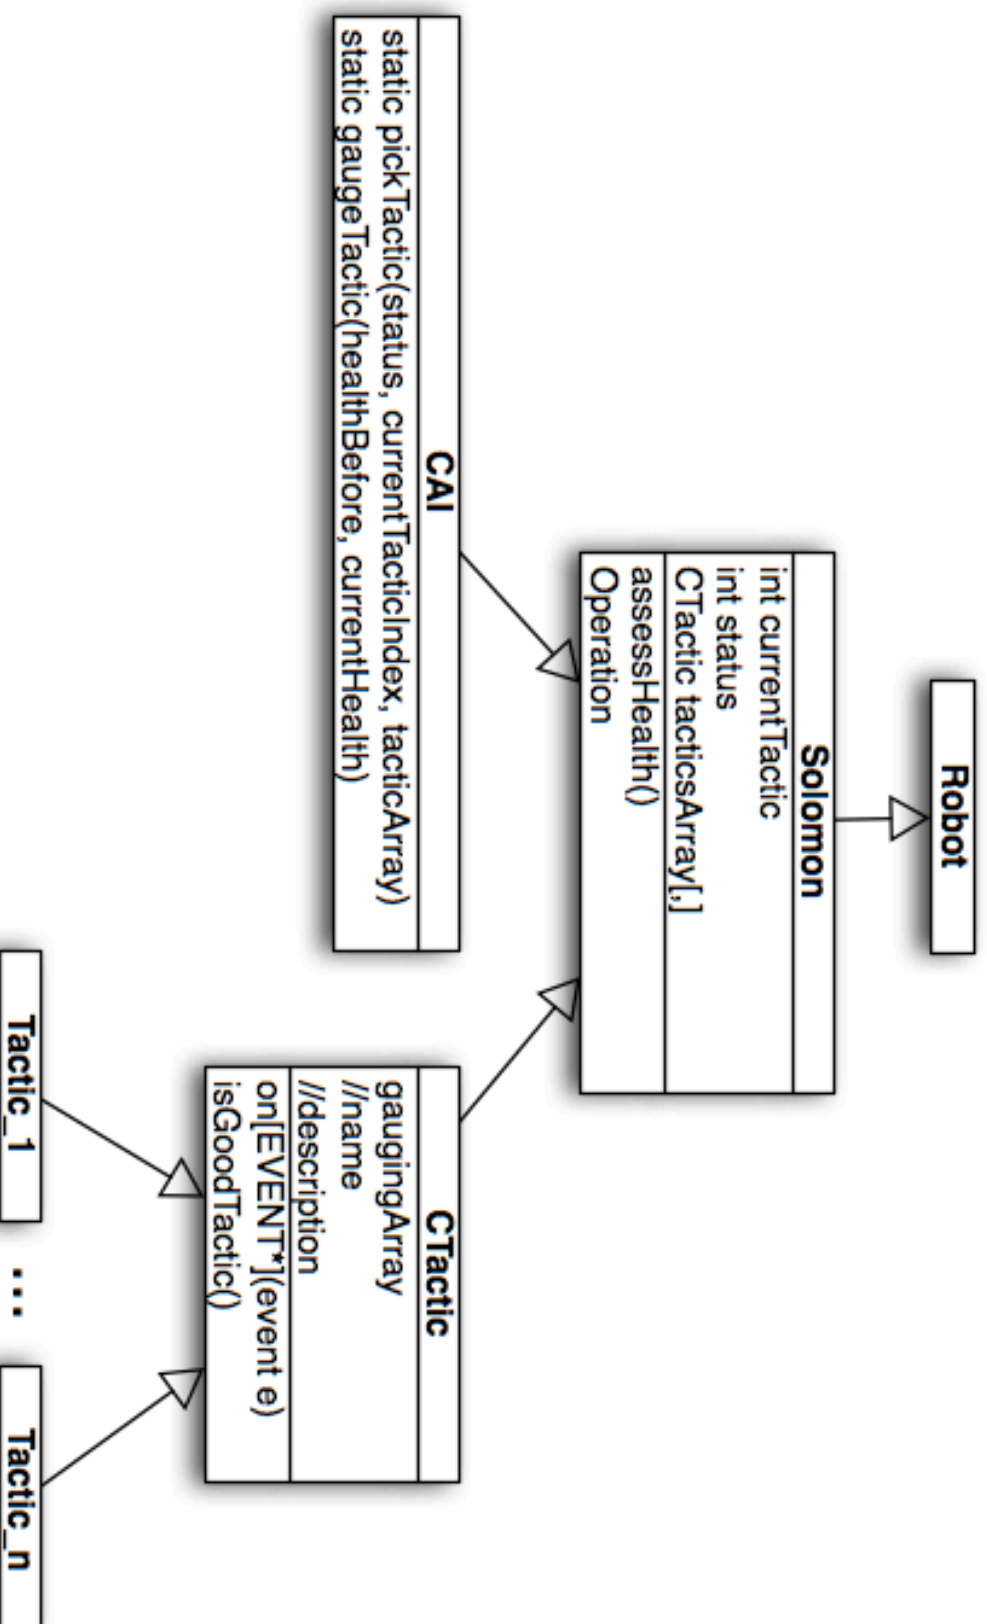 Robot
Solomon
int currentTactic
int status
CTactic tacticsArray[,]
assessHealth()
Operation
CAI
static pickTactic(status, currentTacticIndex, tacticArray)
static gaugeTactic(healthBefore, currentHealth)
CTactic
gaugingArray
//name
//description
on[EVENT*](event e)
isGoodTactic()
Tactic_1
...
Tactic_n